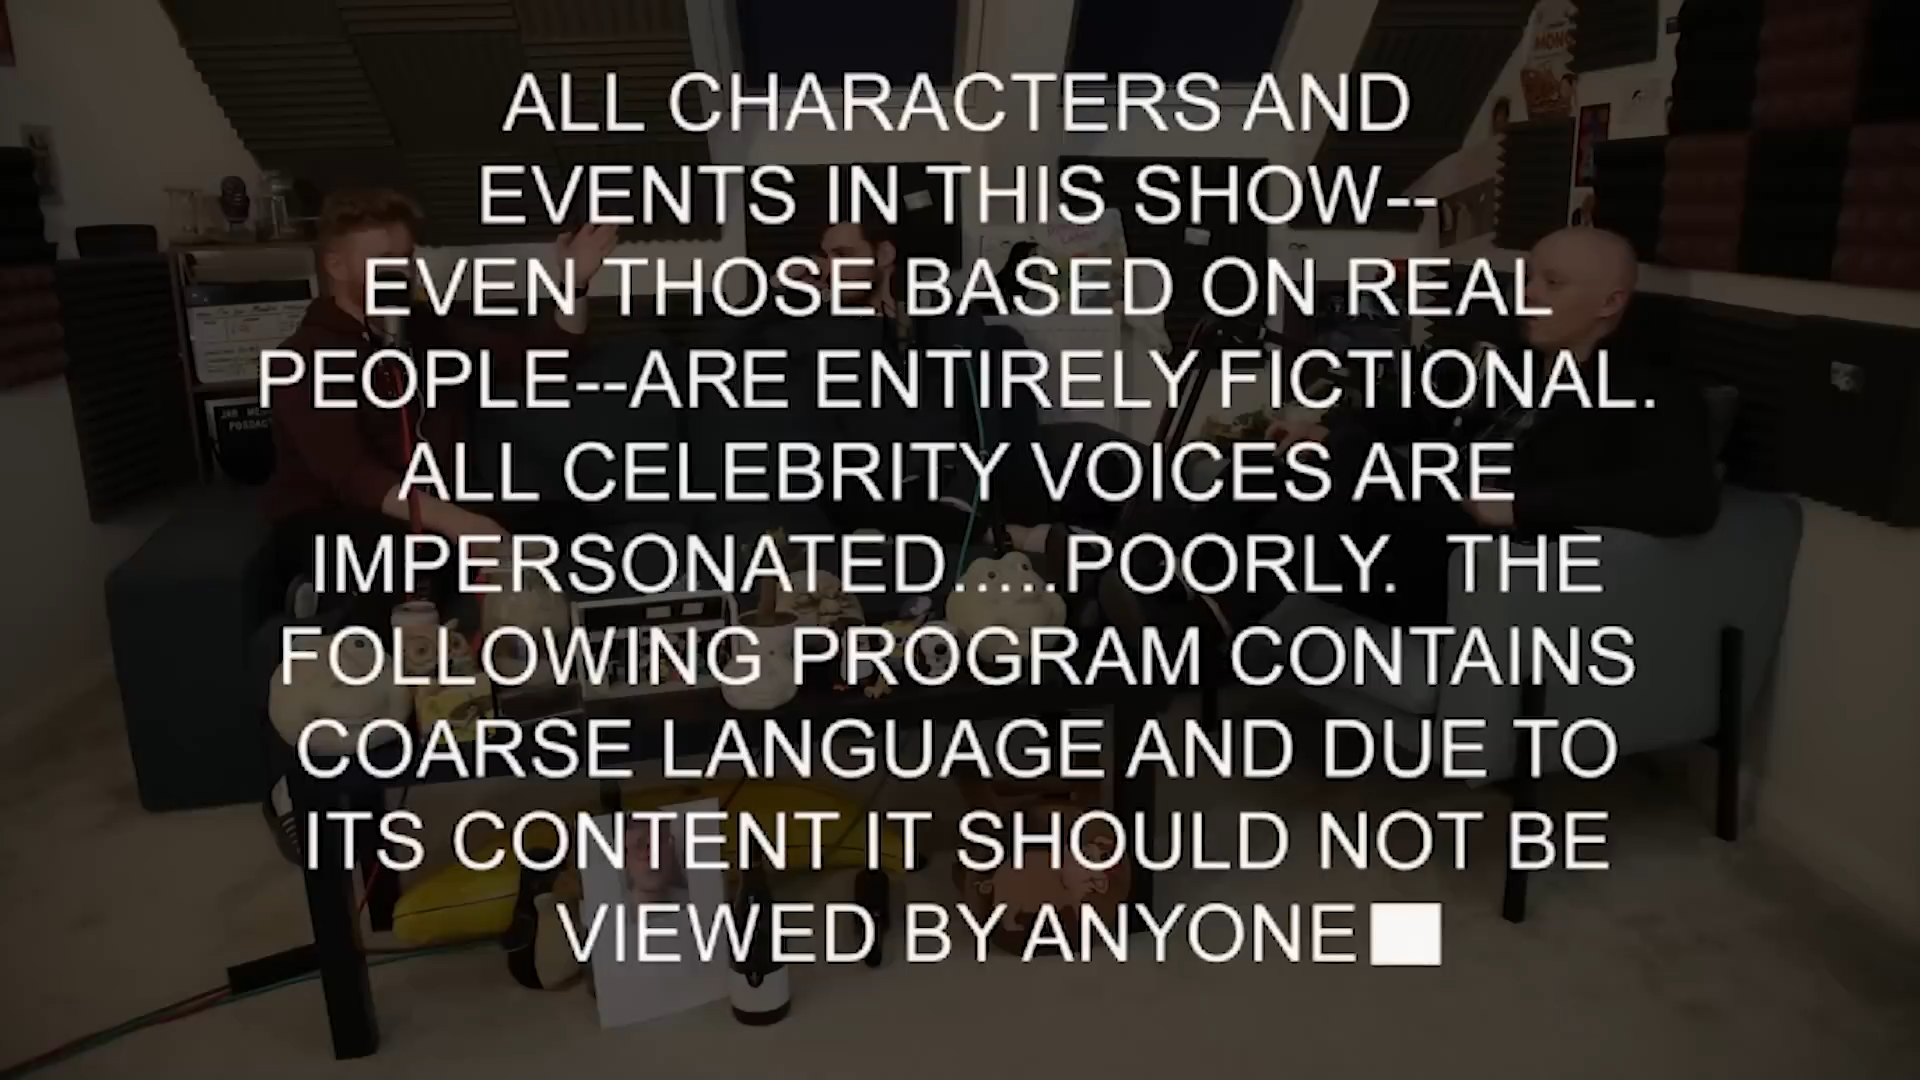 ALL CHARACTERS AND
EVENTS IN THIS SHOW--
EVEN THOSE BASED ON REAL
PEOPLE--ARE ENTIRELY FICTIONAL.
ALL CELEBRITY VOICES ARE
IMPERSONATED.....POORLY. THE
FOLLOWING PROGRAM CONTAINS
COARSE LANGUAGE AND DUE TO
ITS CONTENT IT SHOULD NOT BE
VIEWED BY ANYONE